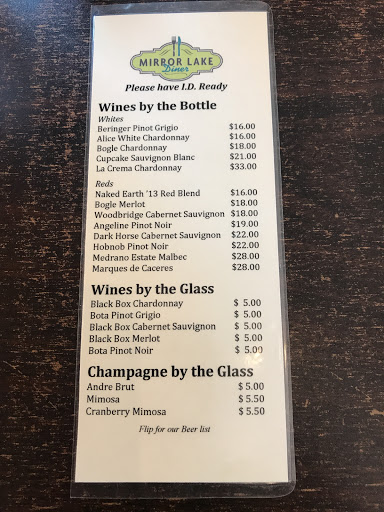 MIRROR LAKE
Diner
Please have I.D. Ready
Wines by the Bottle
Whites
Beringer Pinot Grigio $16.00
Alice White Chardonnay $16.00
Bogle Chardonnay $18.00
Cupcake Sauvignon Blanc $21.00
La Crema Chardonnay $33.00
Reds
Naked Earth '13 Red Blend $16.00
Bogle Merlot $18.00
Woodbridge Cabernet Sauvignon $18.00
Angeline Pinot Noir $19.00
Dark Horse Cabernet Sauvignon $22.00
Hobnob Pinot Noir $22.00
Medrano Estate Malbec $28.00
Marques de Caceres $28.00
Wines by the Glass
Black Box Chardonnay $ 5.00
Bota Pinot Grigio $ 5.00
Black Box Cabernet Sauvignon $ 5.00
Black Box Merlot $ 5.00
Bota Pinot Noir $ 5.00
Champagne by the Glass
Andre Brut $ 5.00
Mimosa $ 5.50
Cranberry Mimosa $ 5.50
Flip for our Beer list